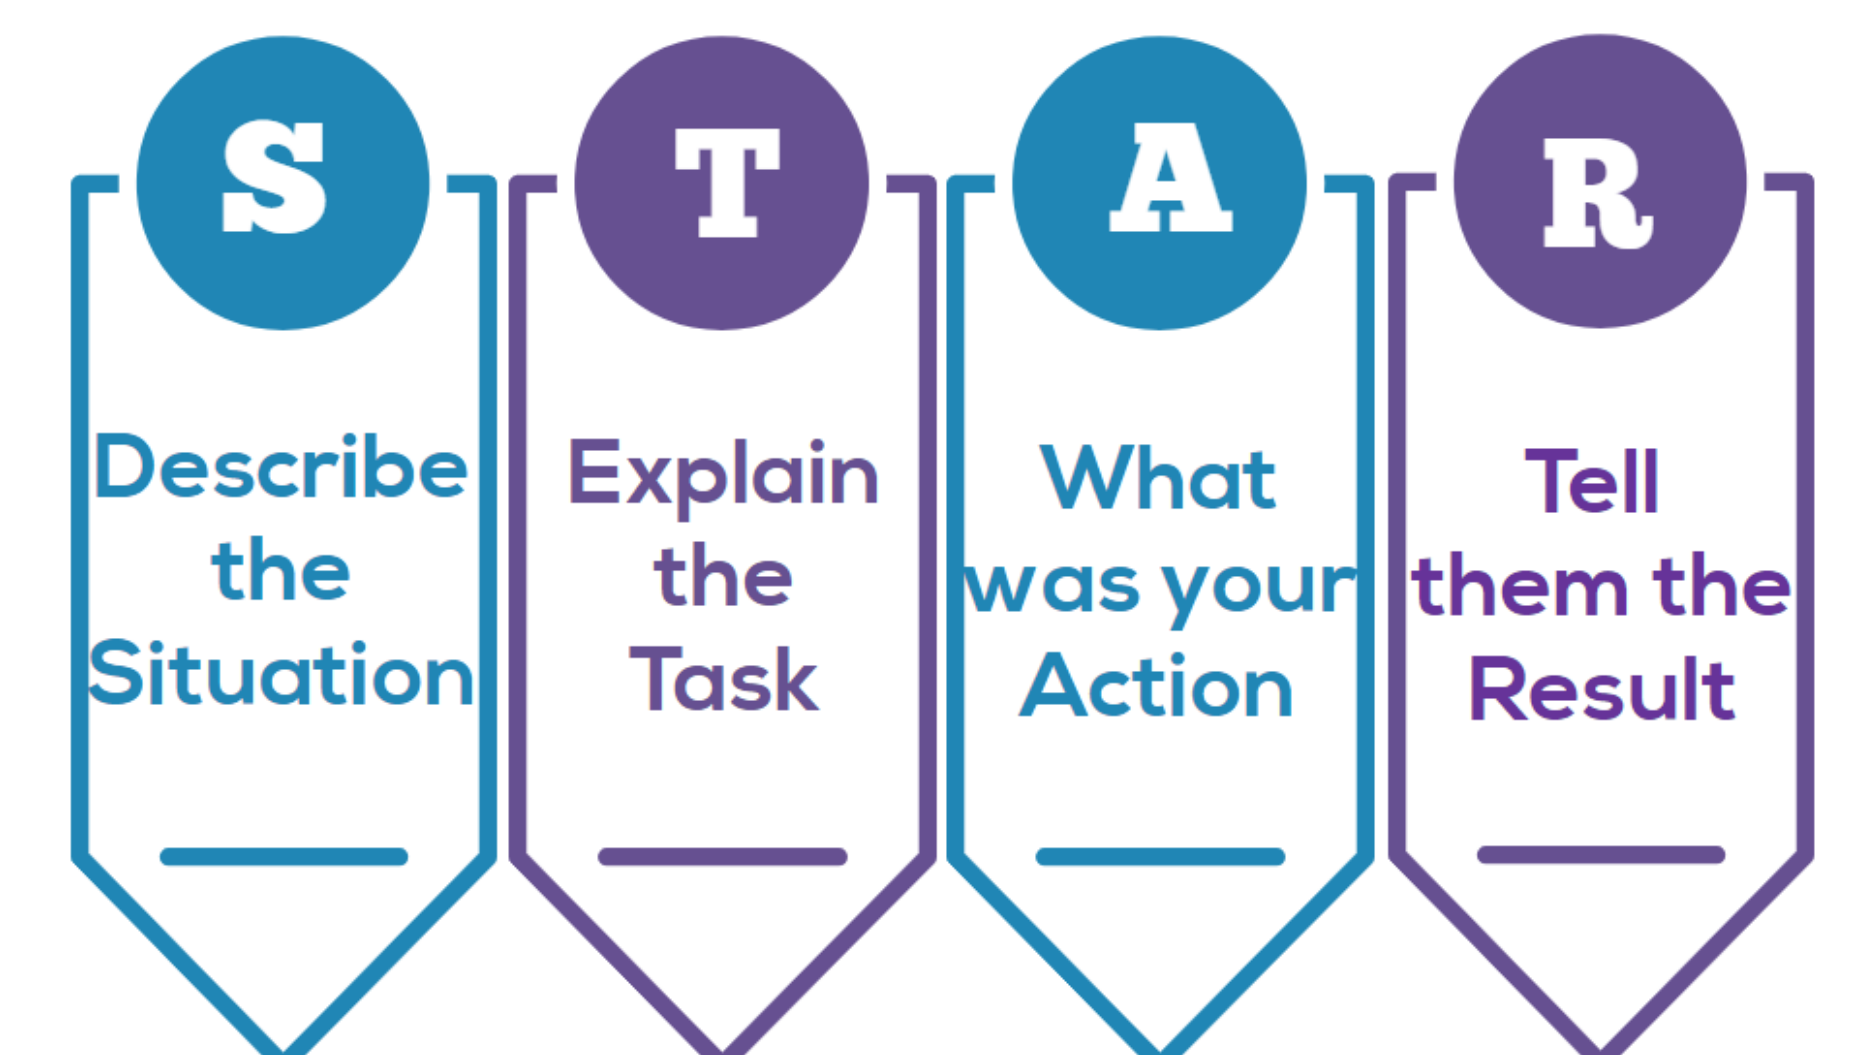 S
Describe
the
Situation
T
Explain
the
Task
A
What
was your
Action
R
Tell
them the
Result